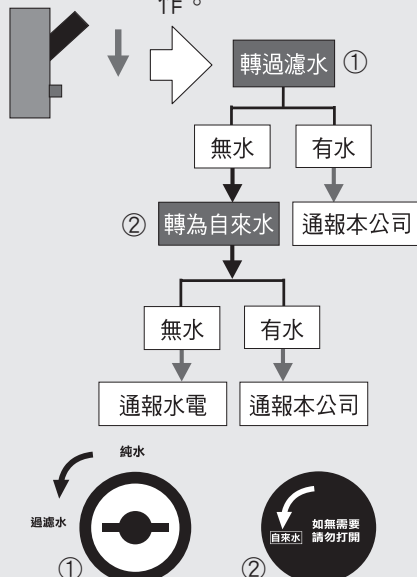 1F。
轉過濾水 ①
無水 有水
② 轉為自來水 通報本公司
無水 有水
通報水電 通報本公司
純水
過濾水
①
如無需要
自來水 請勿打開
②